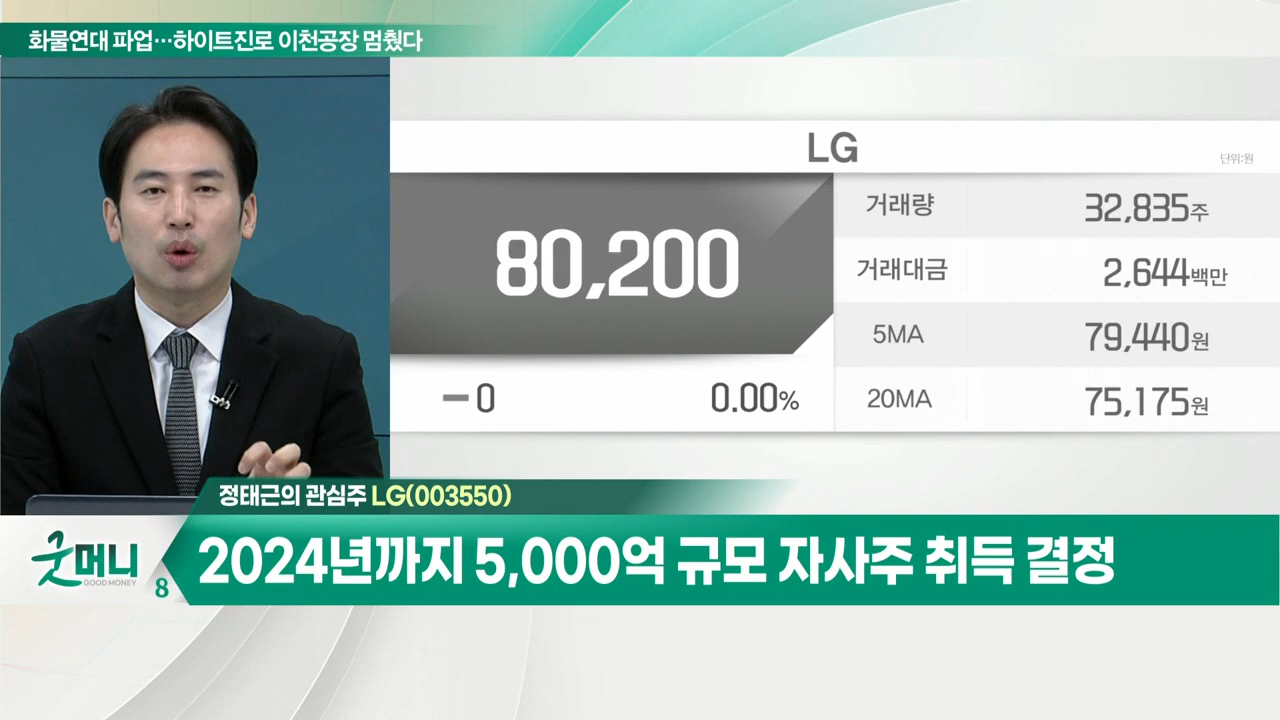 화물연대 파업…하이트진로 이천공장 멈췄다
LG
단위:원
80,200
0
0.00%
거래량 32,835주
거래대금 2,644백만
5MA 79,440원
20MA 75,175원
정태근의 관심주 LG(003550)
굿머니
GOOD MONEY
8
2024년까지 5,000억 규모 자사주 취득 결정